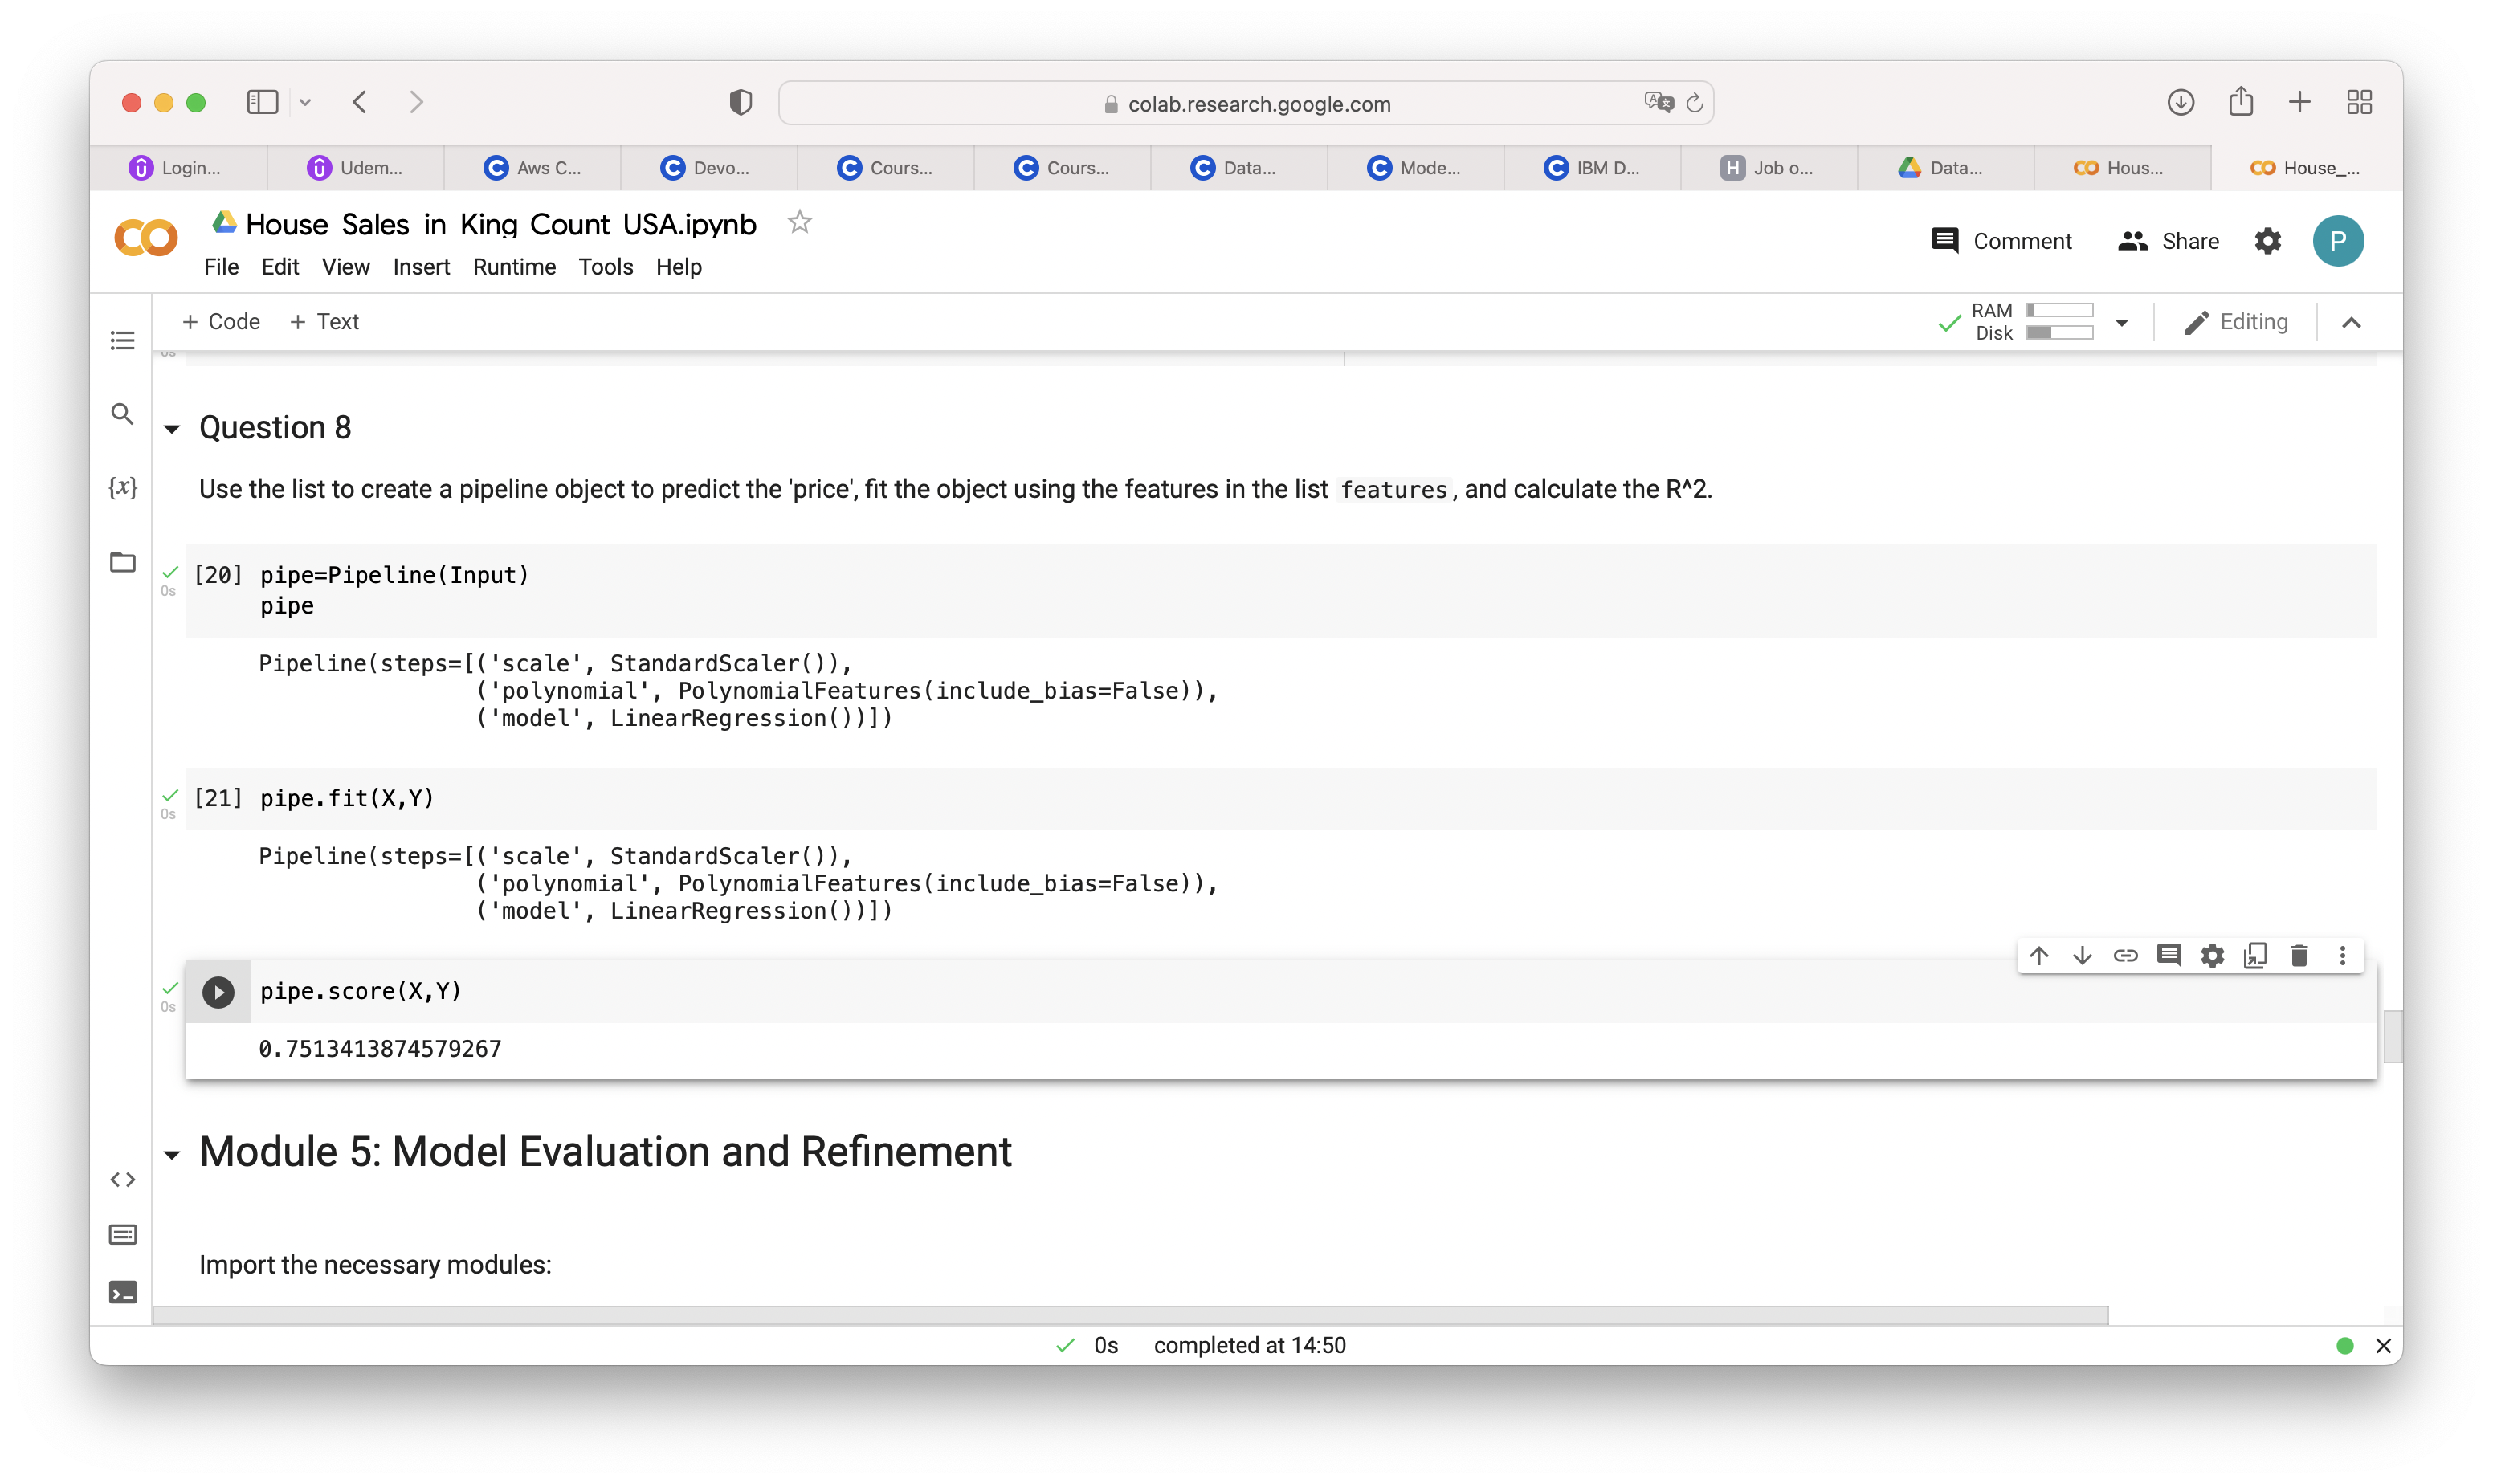 colab.research.google.com
Login...
Udem...
Aws C...
Devo...
Cours...
Cours...
Data...
Mode...
IBM D...
H Job o...
Data...
Hous...
House_...
House Sales in King Count USA.ipynb
Comment
Share
P
File Edit View Insert Runtime Tools Help
+ Code + Text
RAM
Disk
Editing
0s
Question 8
{x}
Use the list to create a pipeline object to predict the 'price', fit the object using the features in the list features, and calculate the R^2.
0s
[20] pipe=Pipeline(Input)
pipe
Pipeline(steps=[('scale', StandardScaler()),
('polynomial', PolynomialFeatures(include_bias=False)),
('model', LinearRegression())])
0s
[21] pipe.fit(X,Y)
Pipeline(steps=[('scale', StandardScaler()),
('polynomial', PolynomialFeatures(include_bias=False)),
('model', LinearRegression())])
0s
pipe.score(X,Y)
0.7513413874579267
Module 5: Model Evaluation and Refinement
Import the necessary modules:
0s completed at 14:50